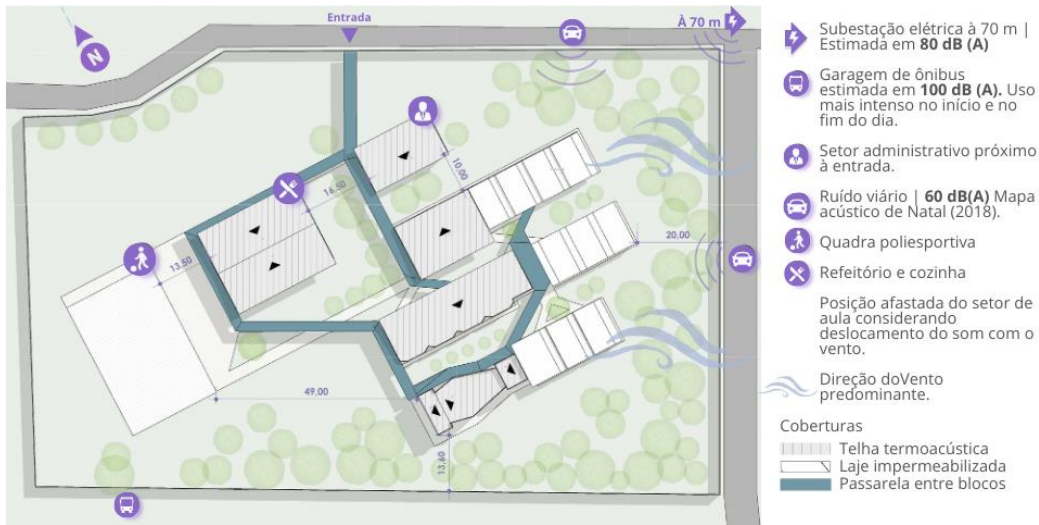 Entrada
À 70 m
N
10.00
16.50
13.50
20,00
49,00
13,60
Subestação elétrica à 70 m |
Estimada em 80 dB (A)
Garagem de ônibus
estimada em 100 dB (A). Uso
mais intenso no início e no
fim do dia.
Setor administrativo próximo
à entrada.
Ruído viário | 60 dB(A) Mapa
acústico de Natal (2018).
Quadra poliesportiva
Refeitório e cozinha
Posição afastada do setor de
aula considerando
deslocamento do som com o
vento.
Direção doVento
predominante.
Coberturas
Telha termoacústica
Laje impermeabilizada
Passarela entre blocos